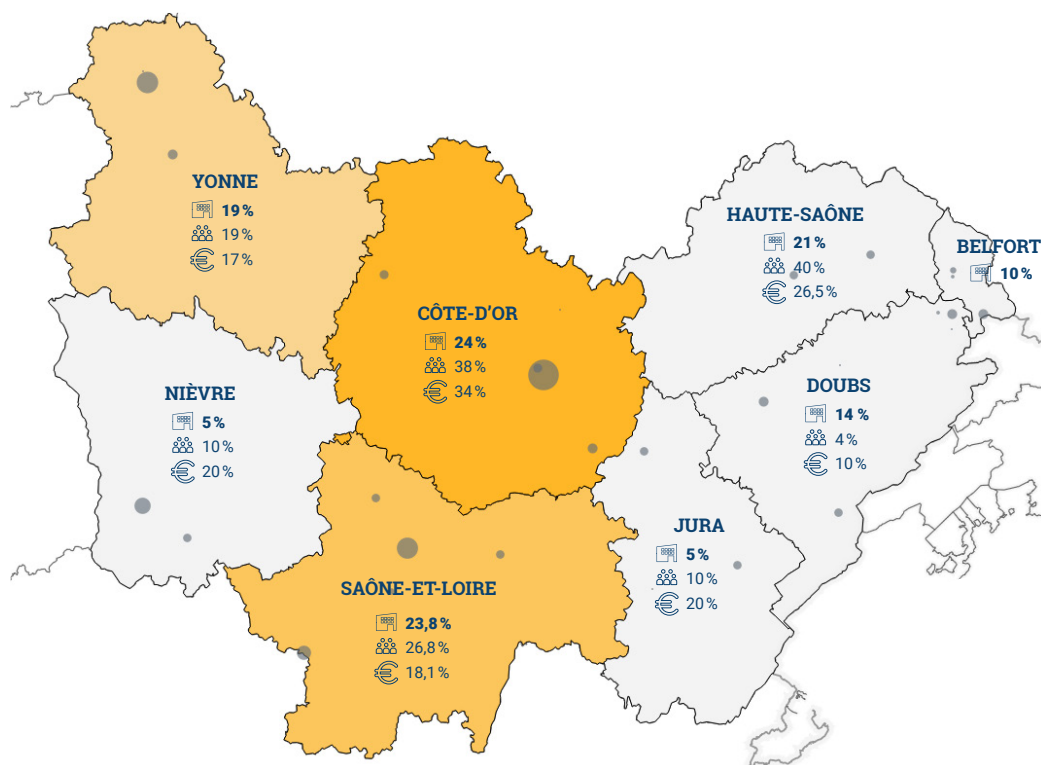 YONNE
19 %
19 %
17 %
HAUTE-SAÔNE
21 %
40 %
26,5 %
BELFORT
10 %
CÔTE-D'OR
24 %
38 %
34 %
NIÈVRE
5 %
10 %
20 %
DOUBS
14 %
4 %
10 %
JURA
5 %
10 %
20 %
SAÔNE-ET-LOIRE
23,8 %
26,8 %
18,1 %